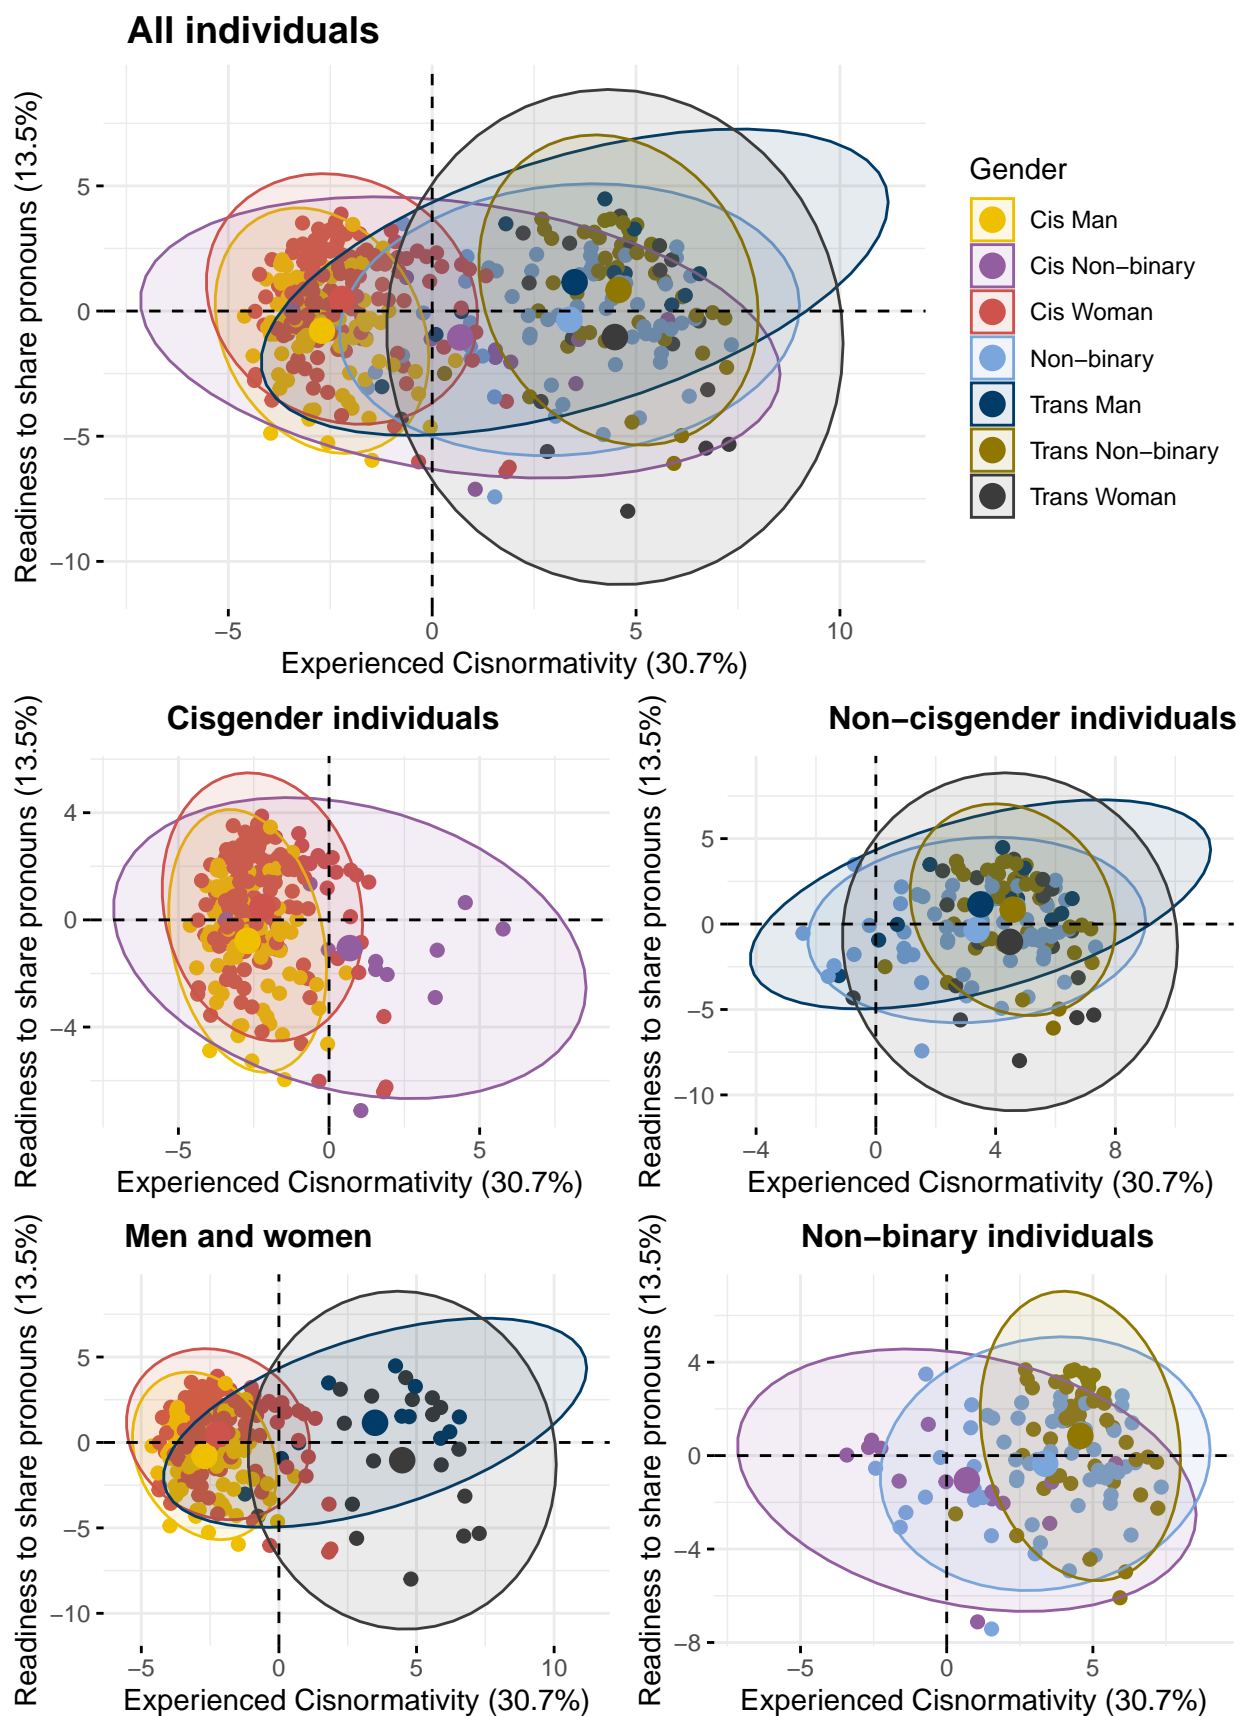 All individuals
Readiness to share pronouns (13.5%)
5
0
−5
−10
−5
0
5
10
Experienced Cisnormativity (30.7%)
Gender
Cis Man
Cis Non−binary
Cis Woman
Non−binary
Trans Man
Trans Non−binary
Trans Woman
Cisgender individuals
Readiness to share pronouns (13.5%)
4
0
−4
−5
0
5
Experienced Cisnormativity (30.7%)
Non−cisgender individuals
Readiness to share pronouns (13.5%)
5
0
−5
−10
−4
0
4
8
Experienced Cisnormativity (30.7%)
Men and women
Readiness to share pronouns (13.5%)
5
0
−5
−10
−5
0
5
10
Experienced Cisnormativity (30.7%)
Non−binary individuals
Readiness to share pronouns (13.5%)
4
0
−4
−8
−5
0
5
Experienced Cisnormativity (30.7%)